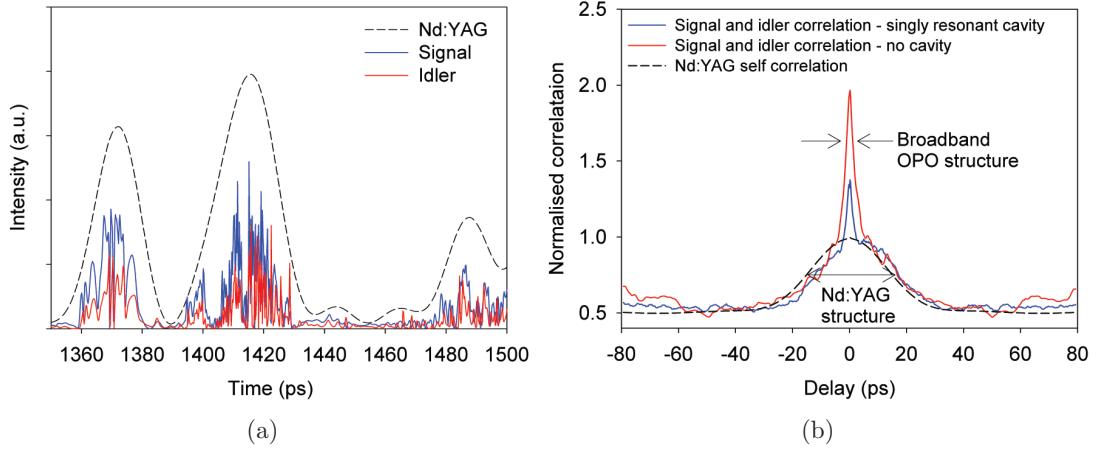 Nd:YAG
Signal
Idler
Intensity (a.u.)
1360 1380 1400 1420 1440 1460 1480 1500
Time (ps)
(a)
Signal and idler correlation - singly resonant cavity
Signal and idler correlation - no cavity
Nd:YAG self correlation
Normalised correlataion
2.5
2.0
1.5
1.0
0.5
Broadband
OPO structure
Nd:YAG
structure
-80 -60 -40 -20 0 20 40 60 80
Delay (ps)
(b)